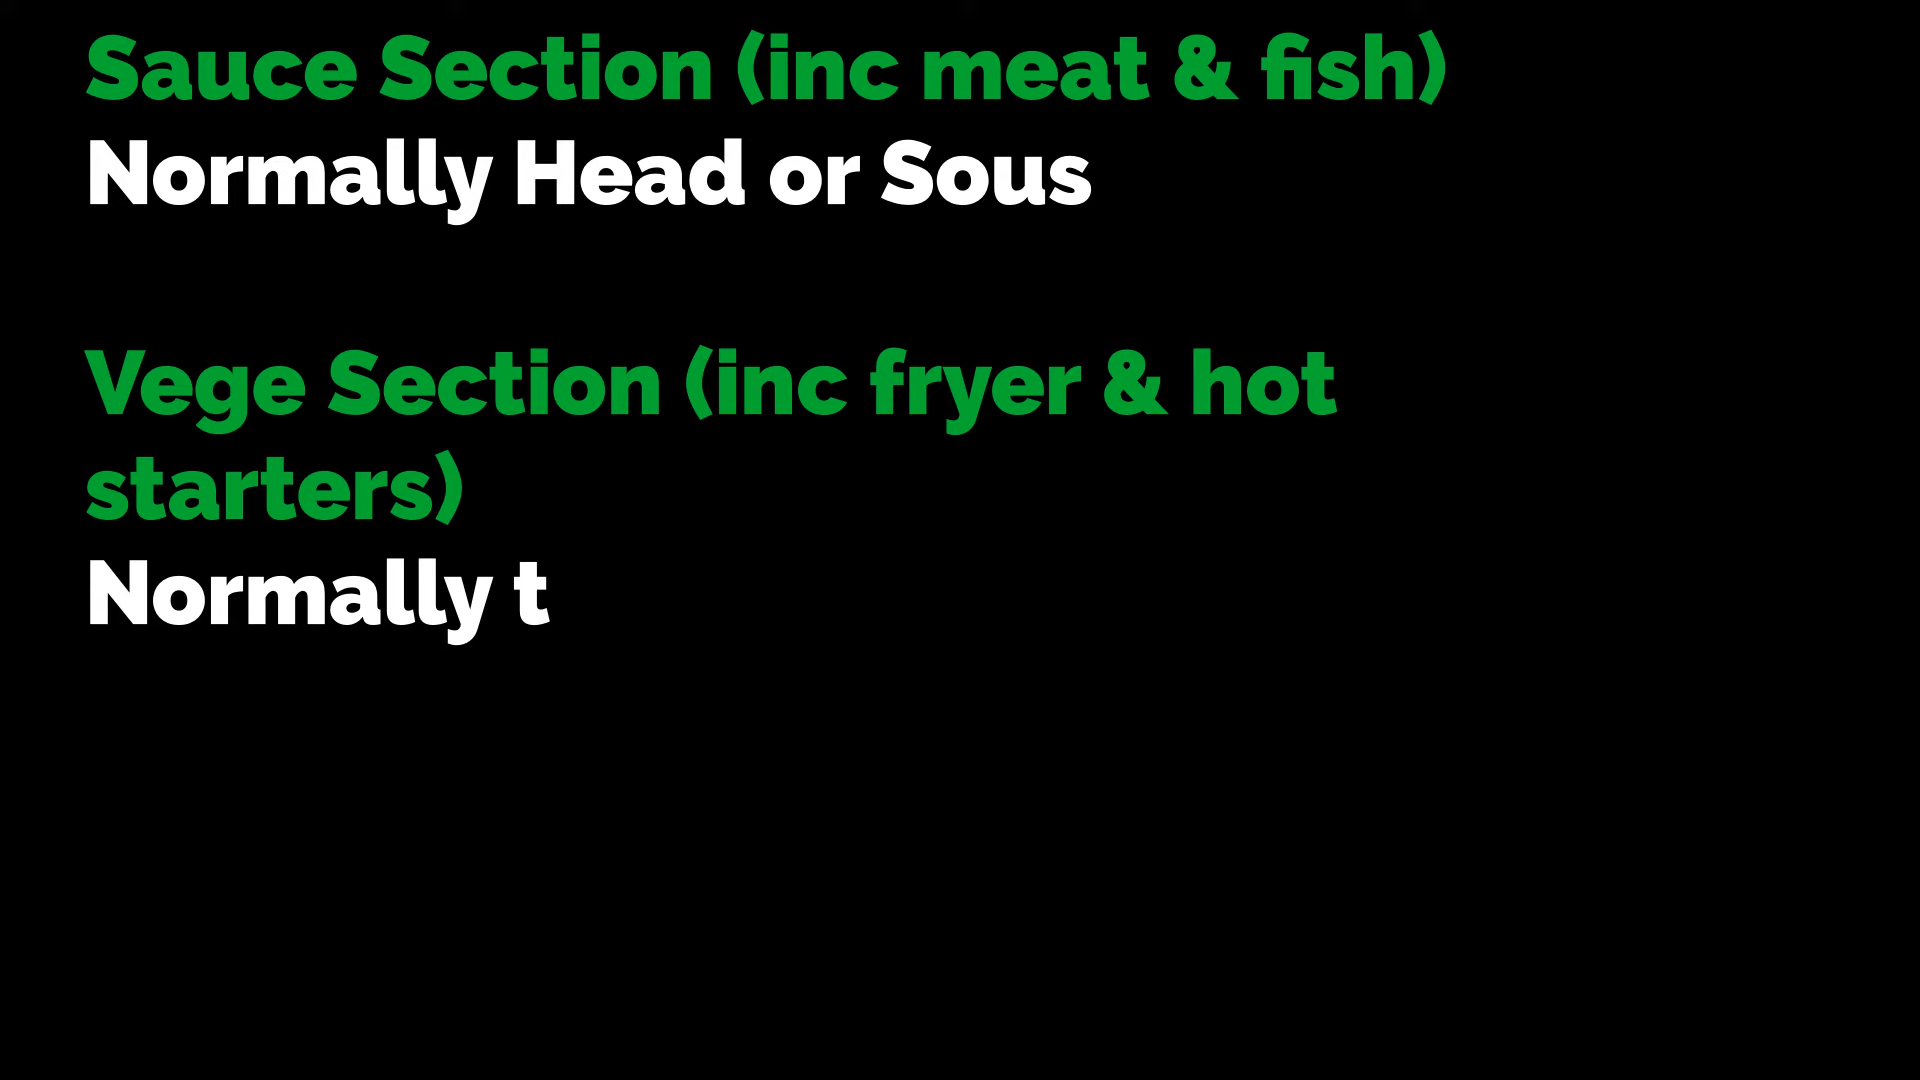 Sauce Section (inc meat & fish)
Normally Head or Sous
Vege Section (inc fryer & hot
starters)
Normally t